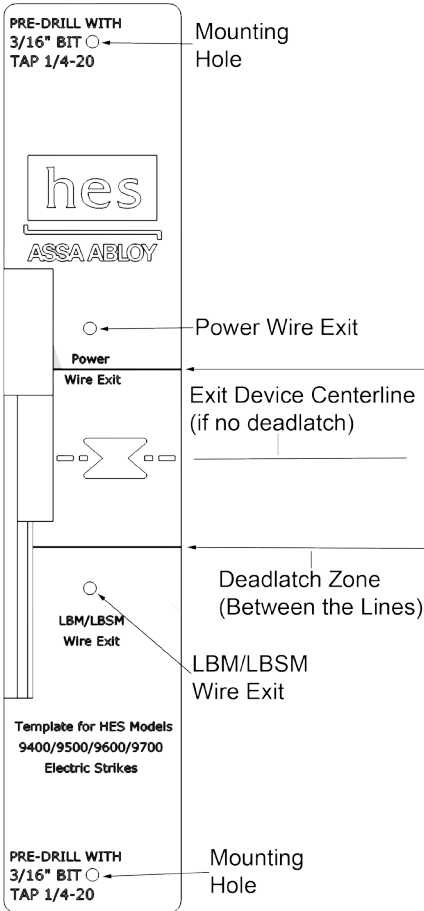 PRE-DRILL WITH
3/16" BIT
TAP 1/4-20
Mounting
Hole
hes
ASSA ABLOY
Power Wire Exit
Power
Wire Exit
Exit Device Centerline
(if no deadlatch)
Deadlatch Zone
(Between the Lines)
LBM/LBSM
Wire Exit
LBM/LBSM
Wire Exit
Template for HES Models
9400/9500/9600/9700
Electric Strikes
PRE-DRILL WITH
3/16" BIT
TAP 1/4-20
Mounting
Hole